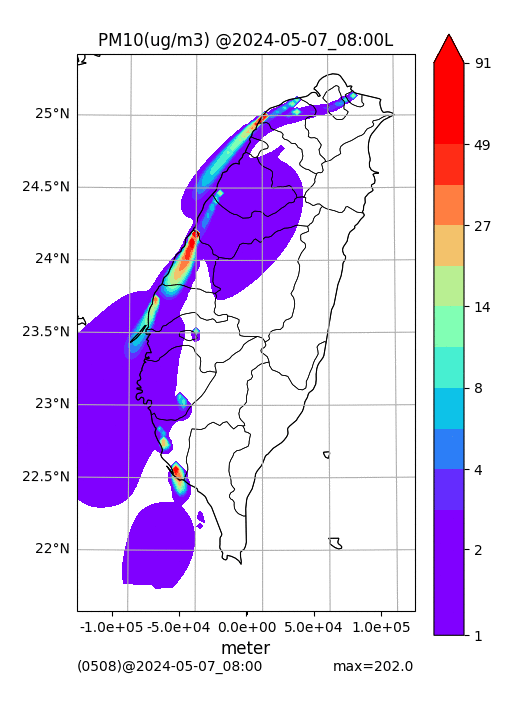 PM10(ug/m3) @2024-05-07_08:00L
91
25°N
49
24.5°N
27
24°N
14
23.5°N
8
23°N
4
22.5°N
2
22°N
1
-1.0e+05 -5.0e+04 0.0e+00 5.0e+04 1.0e+05
meter
(0508)@2024-05-07_08:00 max=202.0